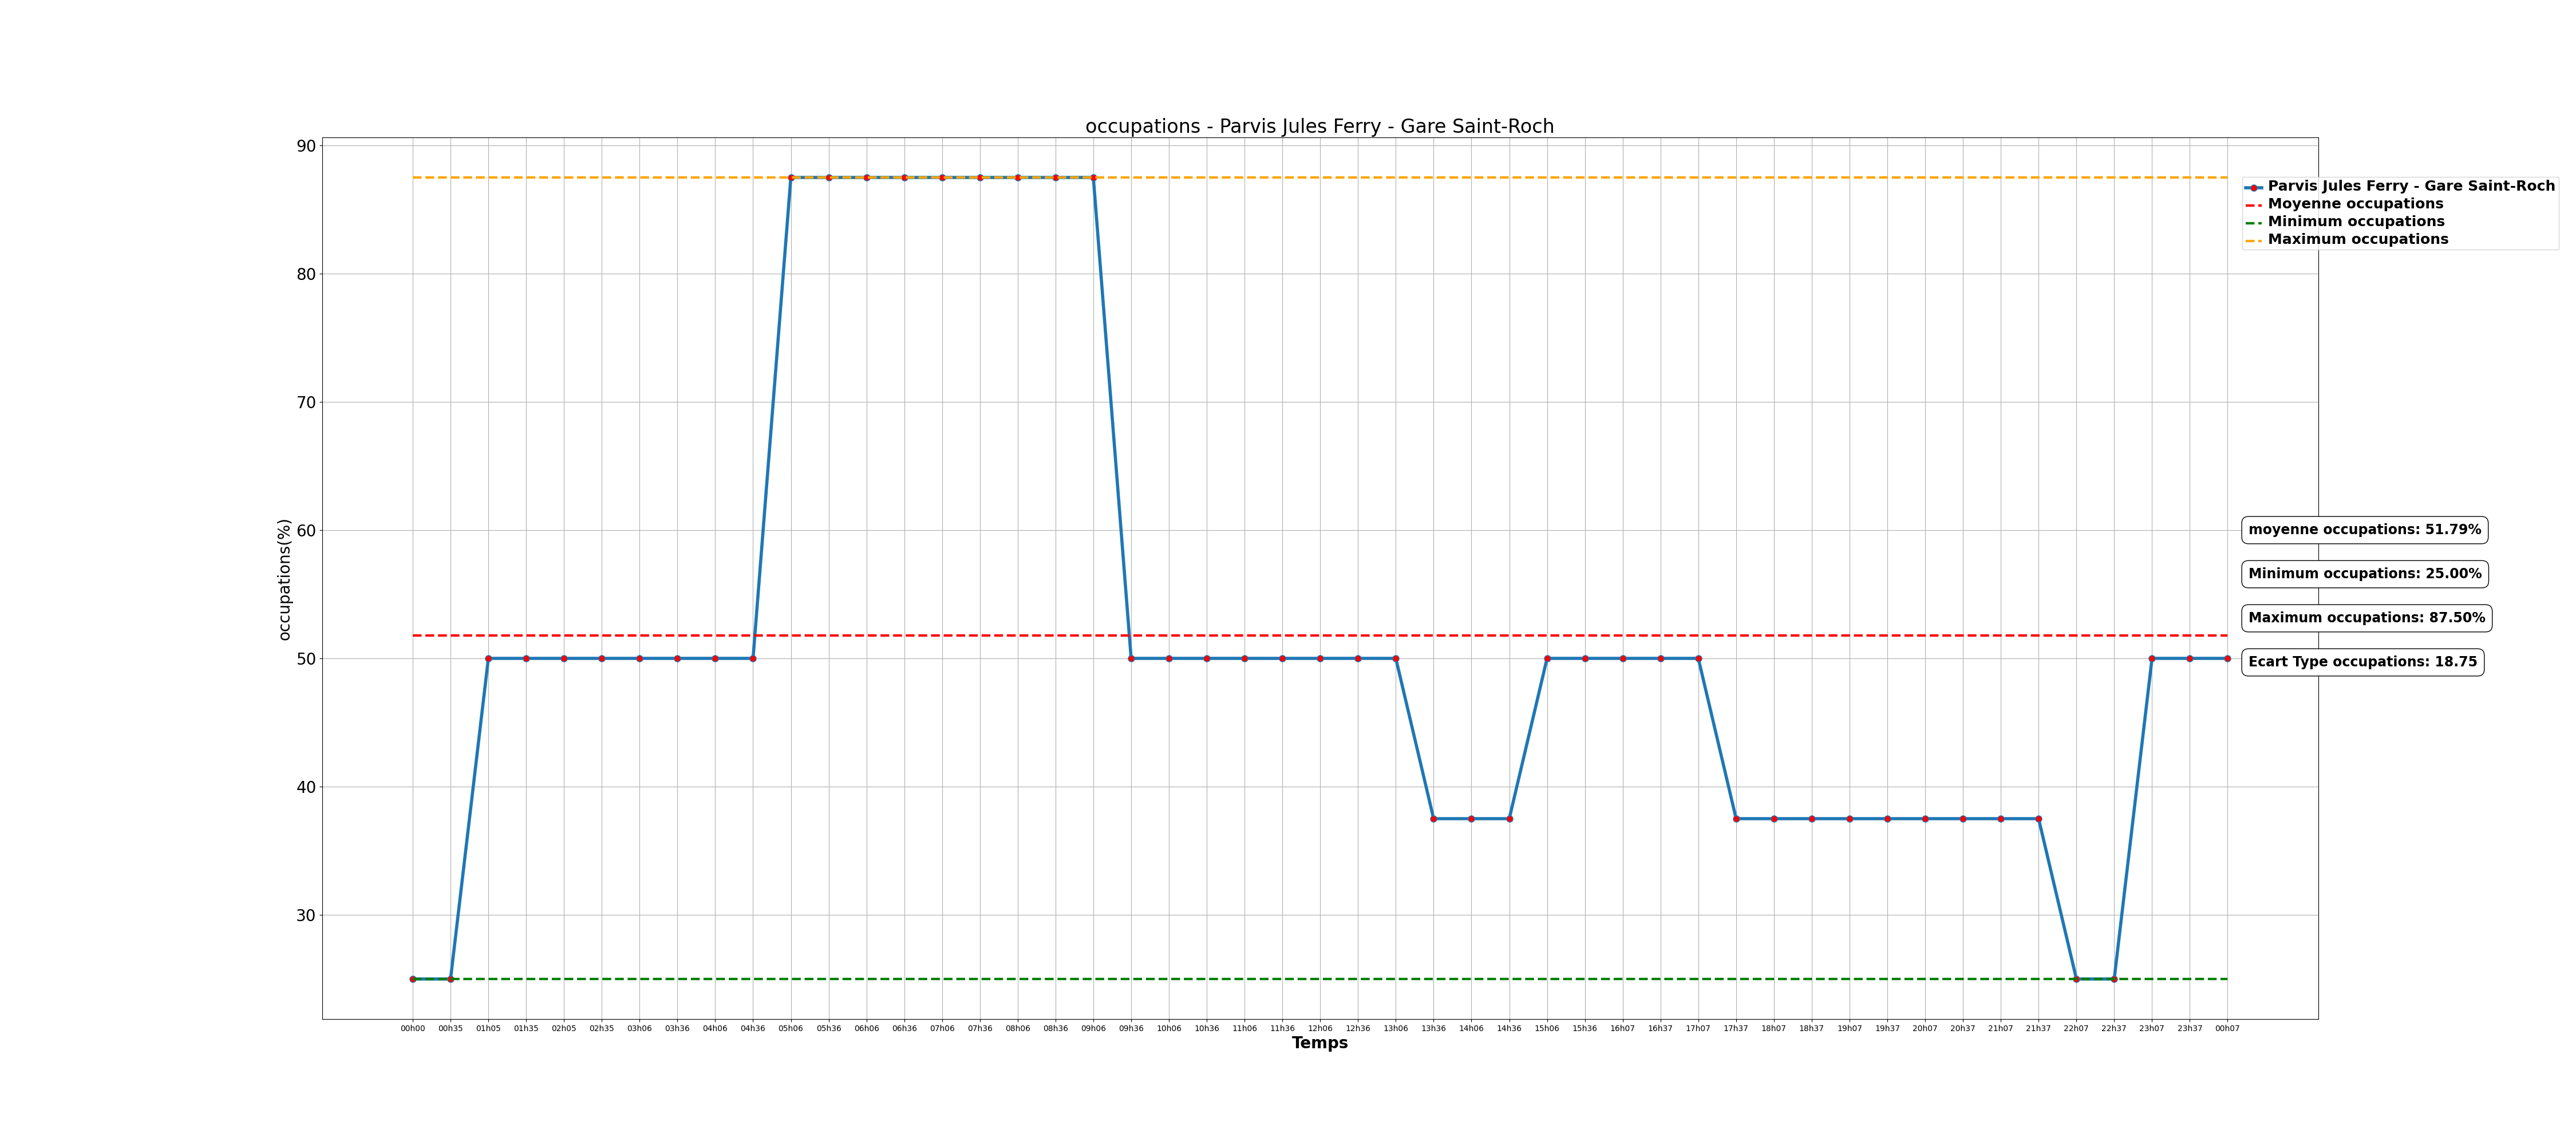 occupations - Parvis Jules Ferry - Gare Saint-Roch
90
80
70
60
50
40
30
occupations(%)
Parvis Jules Ferry - Gare Saint-Roch
Moyenne occupations
Minimum occupations
Maximum occupations
moyenne occupations: 51.79%
Minimum occupations: 25.00%
Maximum occupations: 87.50%
Ecart Type occupations: 18.75
00h00 00h35 01h05 01h35 02h05 02h35 03h06 03h36 04h06 04h36 05h06 05h36 06h06 06h36 07h06 07h36 08h06 08h36 09h06 09h36 10h06 10h36 11h06 11h36 12h06 12h36 13h06 13h36 14h06 14h36 15h06 15h36 16h07 16h37 17h07 17h37 18h07 18h37 19h07 19h37 20h07 20h37 21h07 21h37 22h07 22h37 23h07 23h37 00h07
Temps